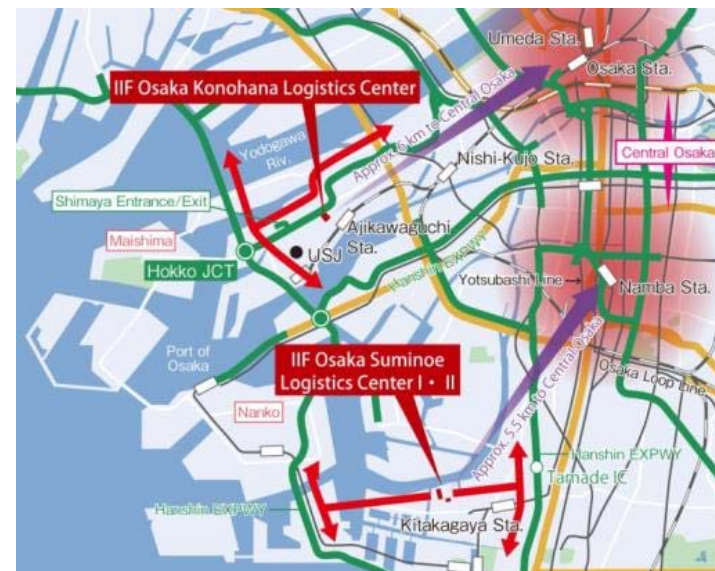 Umeda Sta.
Osaka Sta.
IIF Osaka Konohana Logistics Center
Approx. 6 km to Central Osaka
Yodogawa
Riv.
Nishi-Kujo Sta.
Central Osaka
Shimaya Entrance/Exit
Ajikawaguchi
Sta.
Maishima
USJ
Hokko JCT
Hanshin EXPWY
Yotsubashi Line
Namba Sta.
Port of
Osaka
IIF Osaka Suminoe
Logistics Center I・II
Osaka Loop Line
Nanko
Approx. 5.5 km to Central Osaka
Hanshin EXPWY
Tamade IC
Hanshin EXPWY
Kitakagaya Sta.